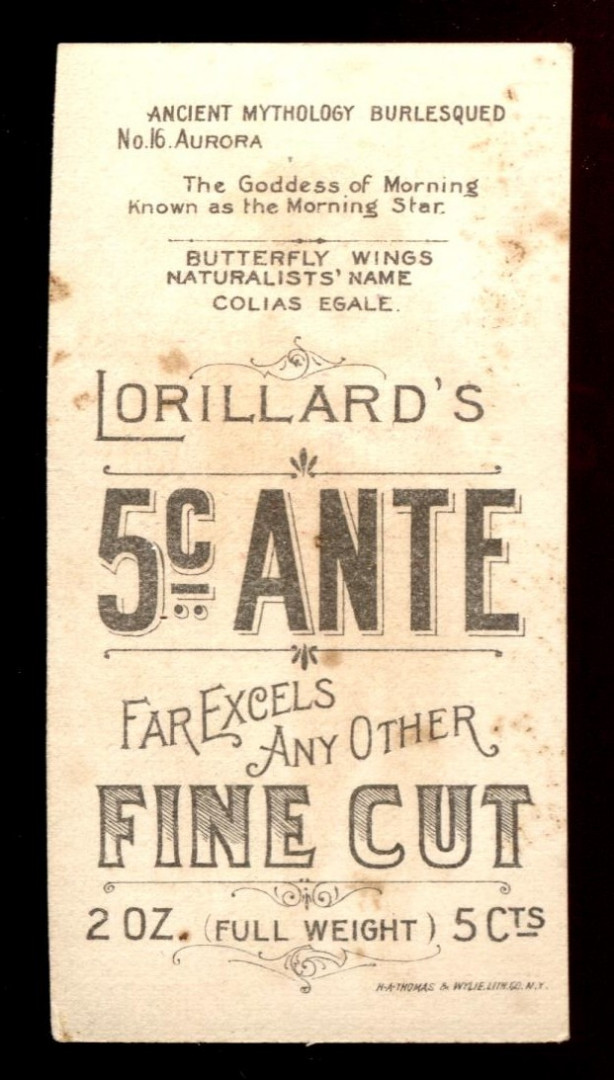 ANCIENT MYTHOLOGY BURLESQUED
No.16. AURORA
The Goddess of Morning
Known as the Morning Star.
BUTTERFLY WINGS
NATURALISTS' NAME
COLIAS EGALE.
LORILLARD'S
5C ANTE
FAR EXCELS
ANY OTHER
FINE CUT
2 OZ. (FULL WEIGHT) 5 CTS
H.A. THOMAS & WYLIE. LITH. CO. N.Y.